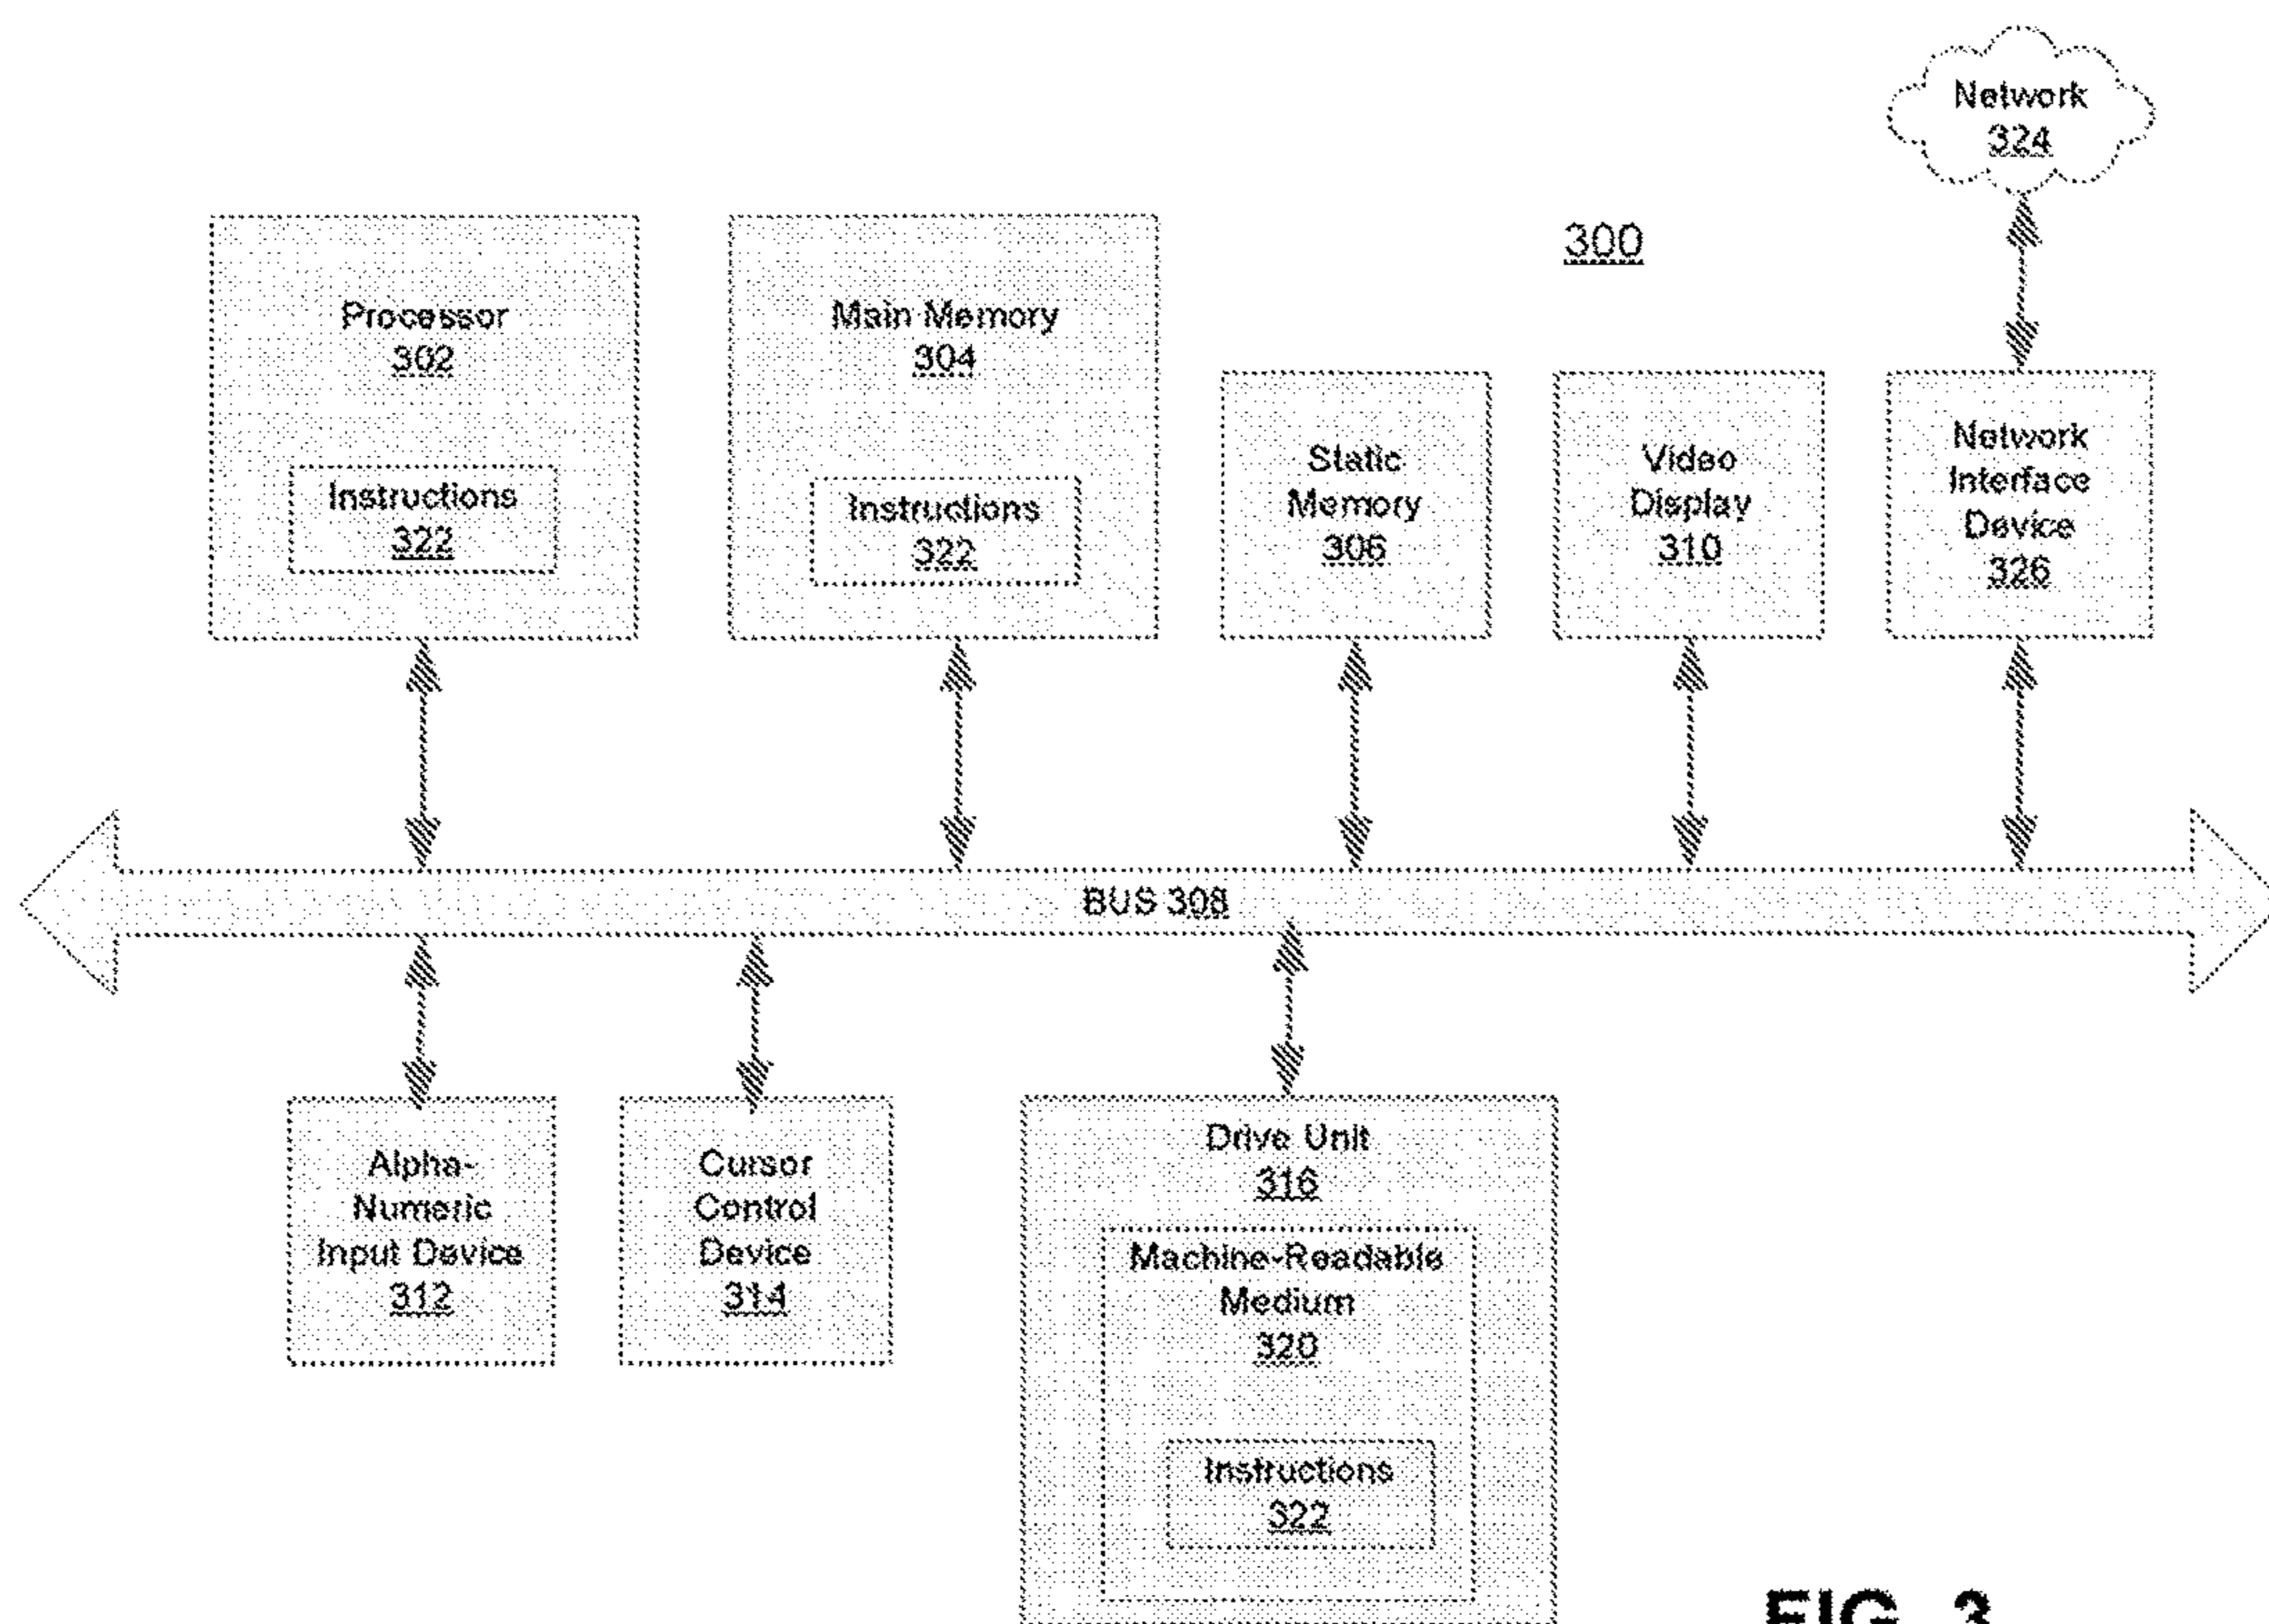 Network
324
300
Processor
302
Instructions
322
Main Memory
304
Instructions
322
Static
Memory
306
Video
Display
310
Network
Interface
Device
326
BUS 308
Alpha-
Numeric
Input Device
312
Cursor
Control
Device
314
Drive Unit
316
Machine-Readable
Medium
320
Instructions
322
FIG. 3